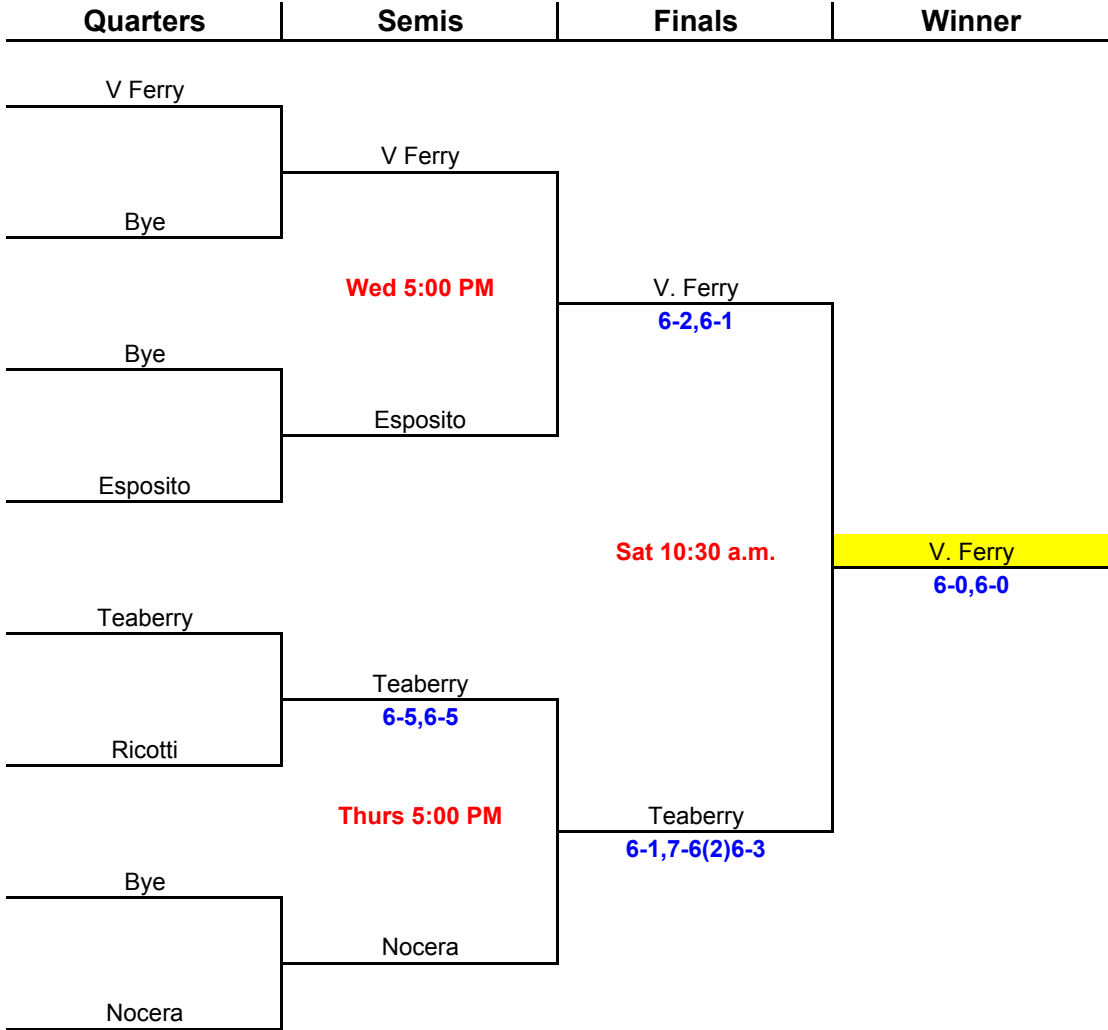 Quarters Semis Finals Winner
V Ferry
V Ferry
Bye
Wed 5:00 PM V. Ferry
6-2,6-1
Bye
Esposito
Esposito
Sat 10:30 a.m. V. Ferry
6-0,6-0
Teaberry
Teaberry
6-5,6-5
Ricotti
Thurs 5:00 PM Teaberry
6-1,7-6(2)6-3
Bye
Nocera
Nocera